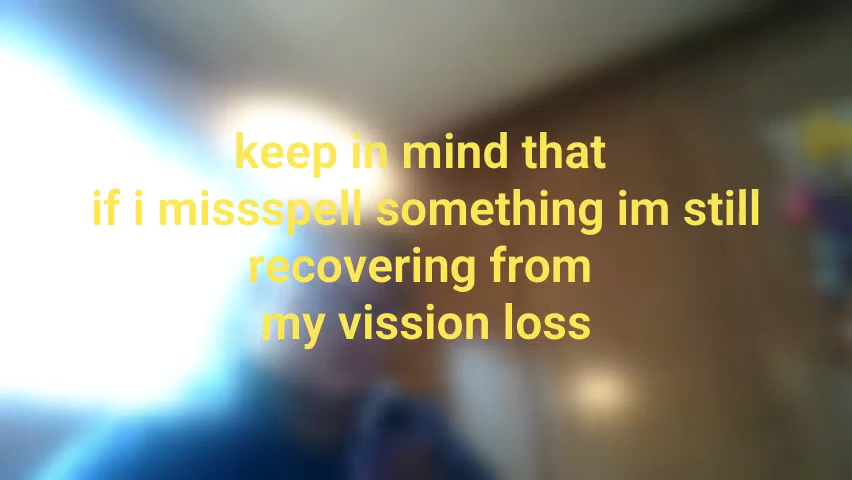 keep in mind that
if i missspell something im still
recovering from
my vission loss